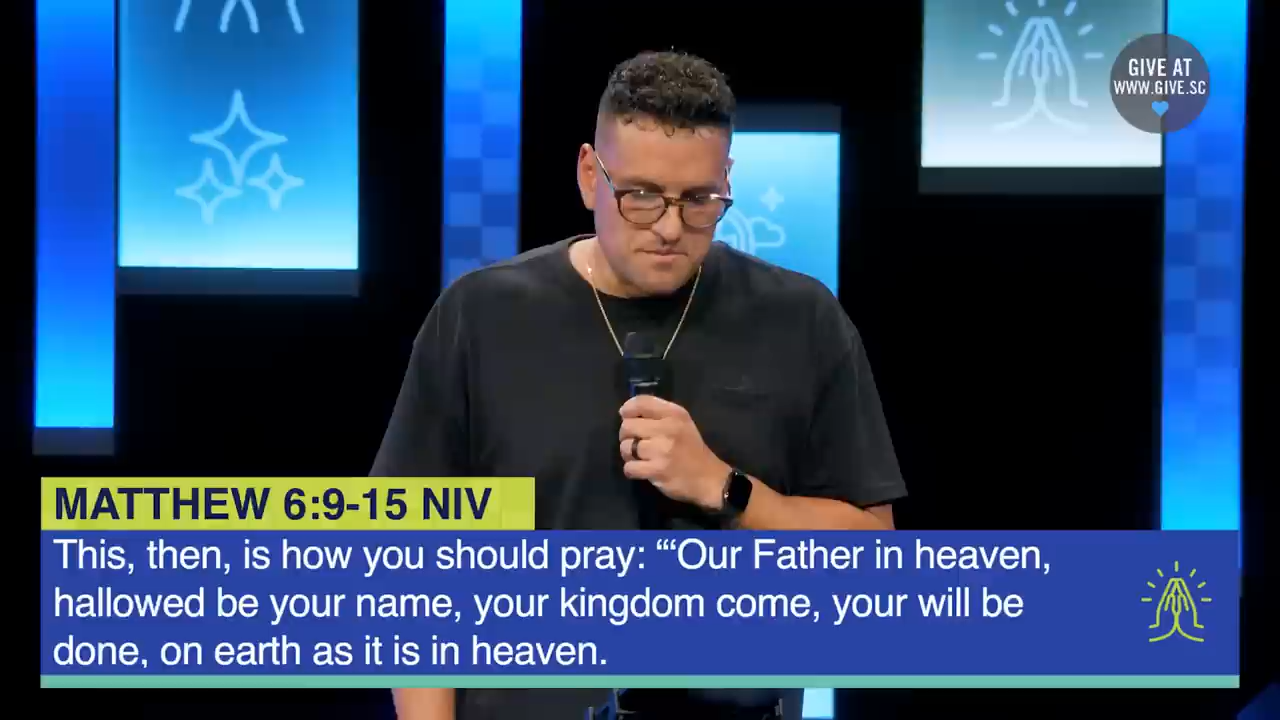 GIVE AT
WWW.GIVE.SC
MATTHEW 6:9-15 NIV
This, then, is how you should pray: “‘Our Father in heaven,
hallowed be your name, your kingdom come, your will be
done, on earth as it is in heaven.